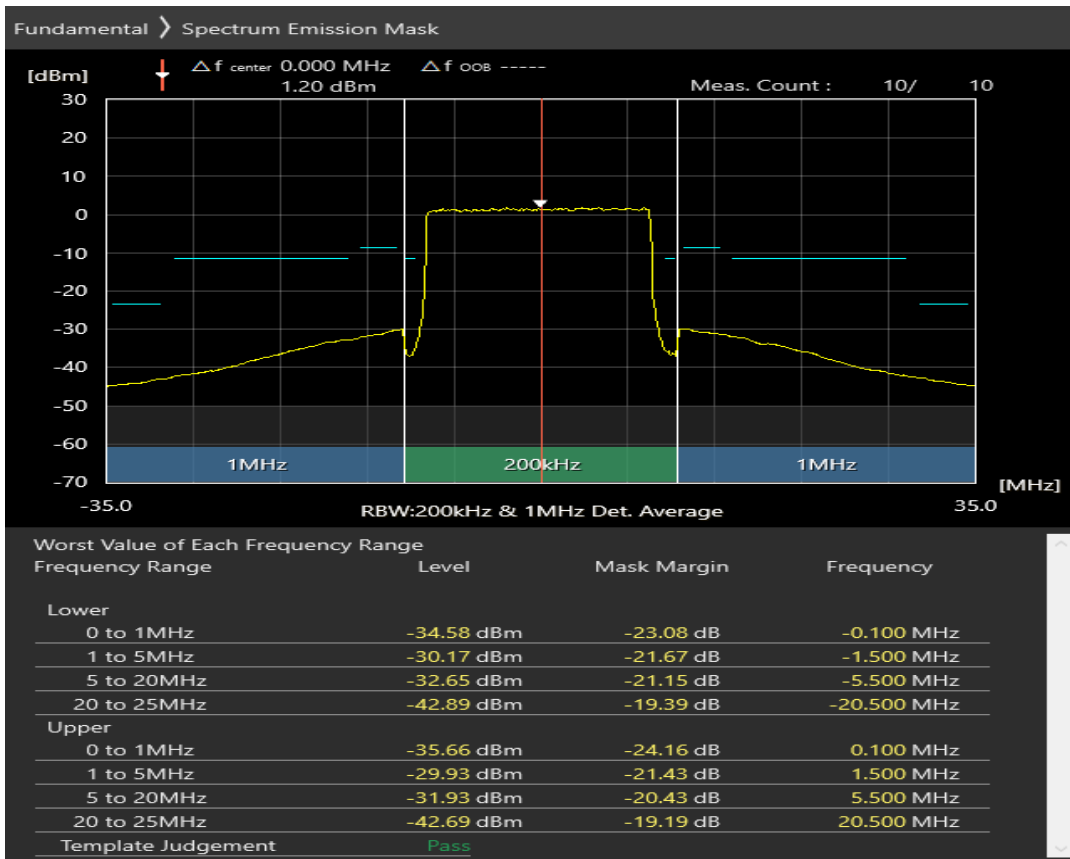 Fundamental ❯ Spectrum Emission Mask
△f center 0.000 MHz △f OOB -----
[dBm]
1.20 dBm Meas. Count : 10/ 10
30
20
10
0
-10
-20
-30
-40
-50
-60
1MHz 200kHz 1MHz
-70
[MHz]
-35.0 35.0
RBW:200kHz & 1MHz Det. Average
Worst Value of Each Frequency Range
Frequency Range Level Mask Margin Frequency
Lower
0 to 1MHz -34.58 dBm -23.08 dB -0.100 MHz
1 to 5MHz -30.17 dBm -21.67 dB -1.500 MHz
5 to 20MHz -32.65 dBm -21.15 dB -5.500 MHz
20 to 25MHz -42.89 dBm -19.39 dB -20.500 MHz
Upper
0 to 1MHz -35.66 dBm -24.16 dB 0.100 MHz
1 to 5MHz -29.93 dBm -21.43 dB 1.500 MHz
5 to 20MHz -31.93 dBm -20.43 dB 5.500 MHz
20 to 25MHz -42.69 dBm -19.19 dB 20.500 MHz
Template Judgement Pass